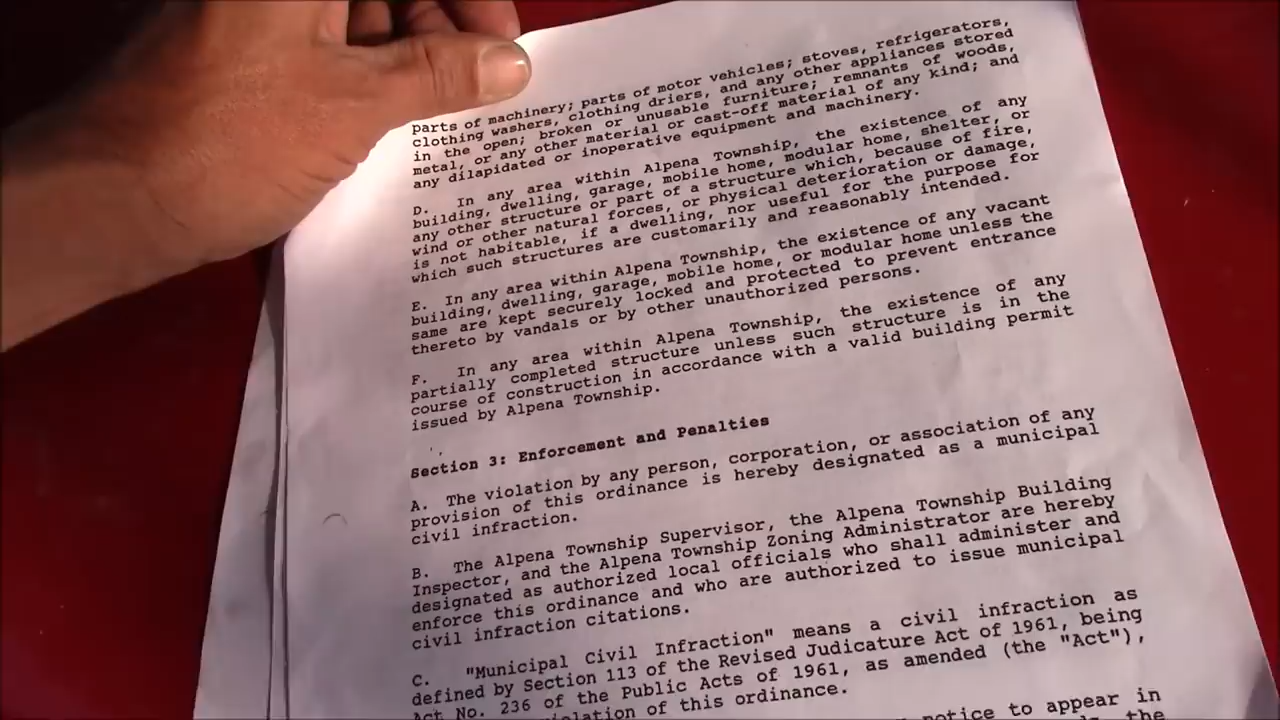 parts of machinery; parts of motor vehicles; stoves, refrigerators,
clothing washers, clothing driers, and any other appliances stored
in the open; broken or unusable furniture; remnants of woods,
metal, or any other material or cast-off material of any kind; and
any dilapidated or inoperative equipment and machinery.
D. In any area within Alpena Township, the existence of any
building, dwelling, garage, mobile home, modular home, shelter, or
any other structure or part of a structure which, because of fire,
wind or other natural forces, or physical deterioration or damage,
is not habitable, if a dwelling, nor useful for the purpose for
which such structures are customarily and reasonably intended.
E. In any area within Alpena Township, the existence of any vacant
building, dwelling, garage, mobile home, or modular home unless the
same are kept securely locked and protected to prevent entrance
thereto by vandals or by other unauthorized persons.
F. In any area within Alpena Township, the existence of any
partially completed structure unless such structure is in the
course of construction in accordance with a valid building permit
issued by Alpena Township.
Section 3: Enforcement and Penalties
A. The violation by any person, corporation, or association of any
provision of this ordinance is hereby designated as a municipal
civil infraction.
B. The Alpena Township Supervisor, the Alpena Township Building
Inspector, and the Alpena Township Zoning Administrator are hereby
designated as authorized local officials who shall administer and
enforce this ordinance and who are authorized to issue municipal
civil infraction citations.
C. "Municipal Civil Infraction" means a civil infraction as
defined by Section 113 of the Revised Judicature Act of 1961, being
Act No. 236 of the Public Acts of 1961, as amended (the "Act"),
violation of this ordinance.
notice to appear in
the